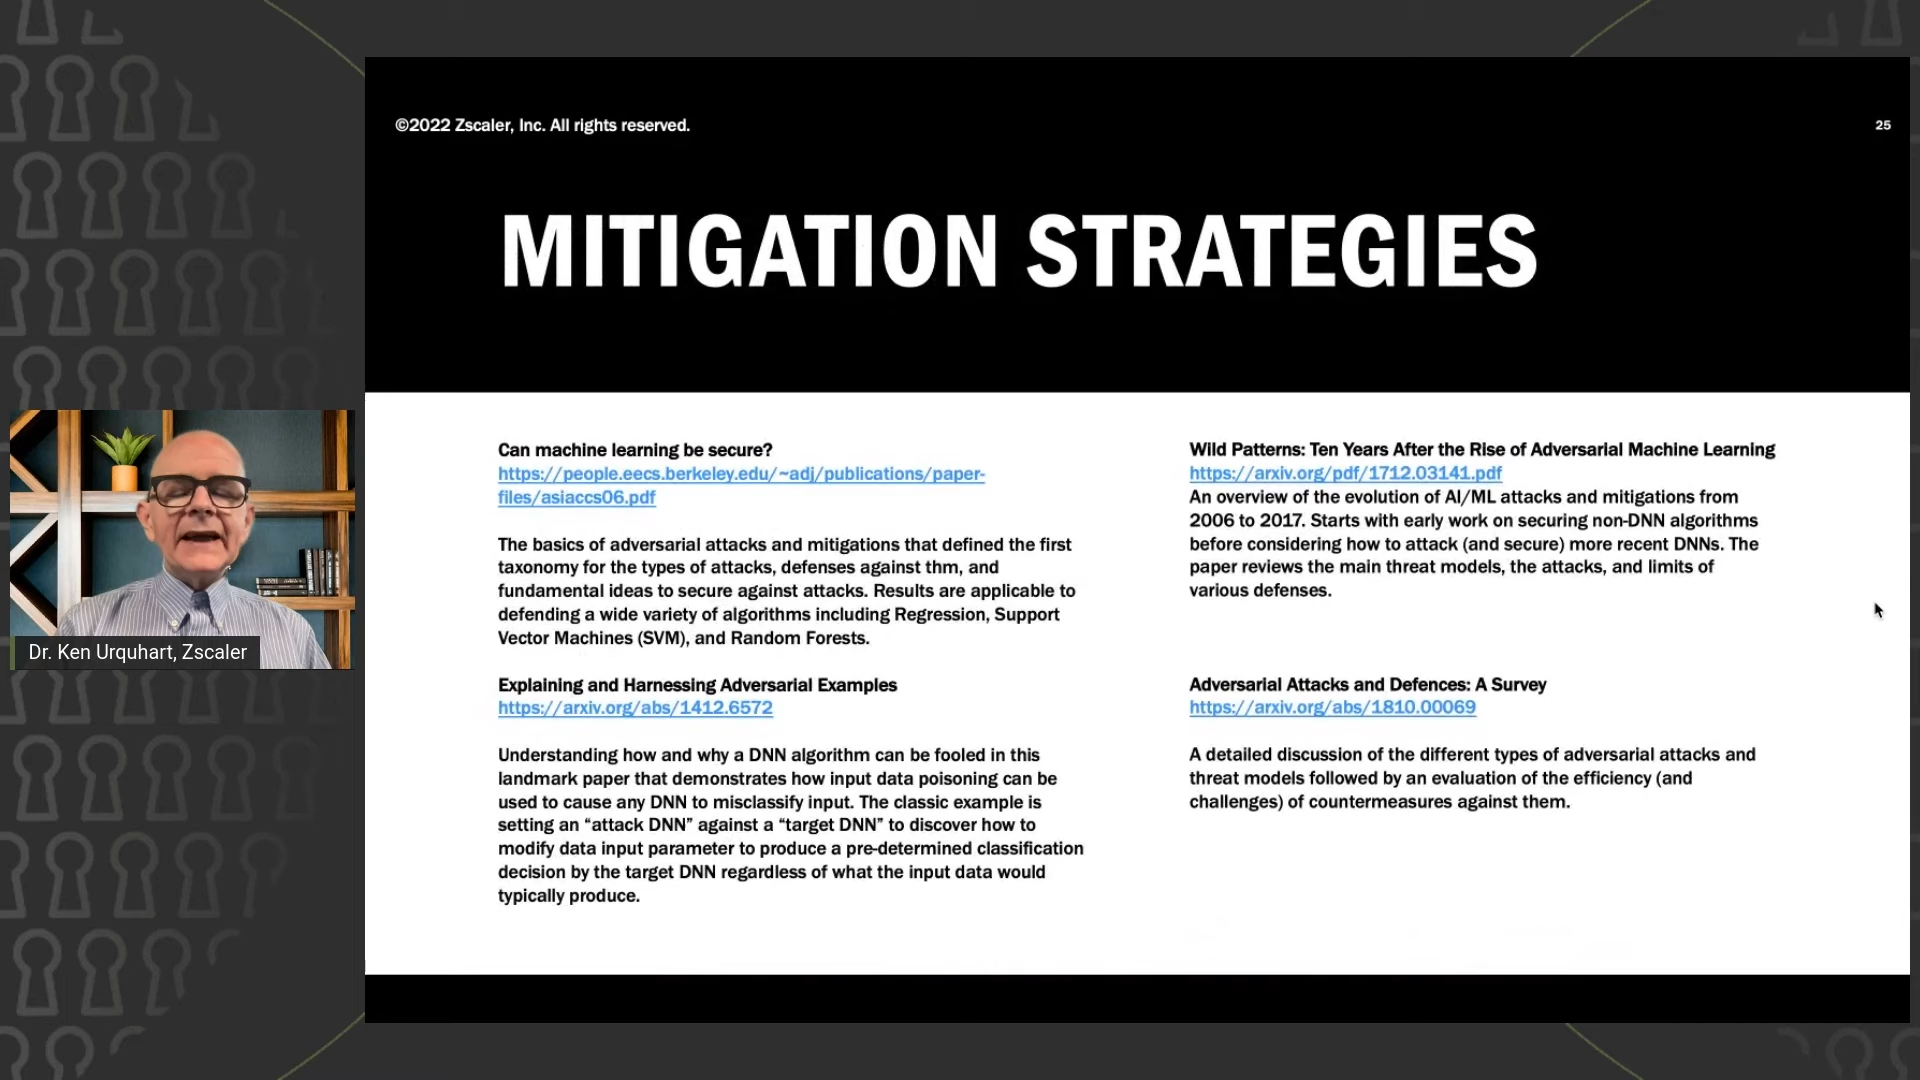 ©2022 Zscaler, Inc. All rights reserved.
25
MITIGATION STRATEGIES
Can machine learning be secure?
https://people.eecs.berkeley.edu/~adj/publications/paper-
files/asiaccs06.pdf
The basics of adversarial attacks and mitigations that defined the first
taxonomy for the types of attacks, defenses against thm, and
fundamental ideas to secure against attacks. Results are applicable to
defending a wide variety of algorithms including Regression, Support
Vector Machines (SVM), and Random Forests.
Explaining and Harnessing Adversarial Examples
https://arxiv.org/abs/1412.6572
Understanding how and why a DNN algorithm can be fooled in this
landmark paper that demonstrates how input data poisoning can be
used to cause any DNN to misclassify input. The classic example is
setting an “attack DNN” against a “target DNN” to discover how to
modify data input parameter to produce a pre-determined classification
decision by the target DNN regardless of what the input data would
typically produce.
Wild Patterns: Ten Years After the Rise of Adversarial Machine Learning
https://arxiv.org/pdf/1712.03141.pdf
An overview of the evolution of AI/ML attacks and mitigations from
2006 to 2017. Starts with early work on securing non-DNN algorithms
before considering how to attack (and secure) more recent DNNs. The
paper reviews the main threat models, the attacks, and limits of
various defenses.
Adversarial Attacks and Defences: A Survey
https://arxiv.org/abs/1810.00069
A detailed discussion of the different types of adversarial attacks and
threat models followed by an evaluation of the efficiency (and
challenges) of countermeasures against them.
Dr. Ken Urquhart, Zscaler